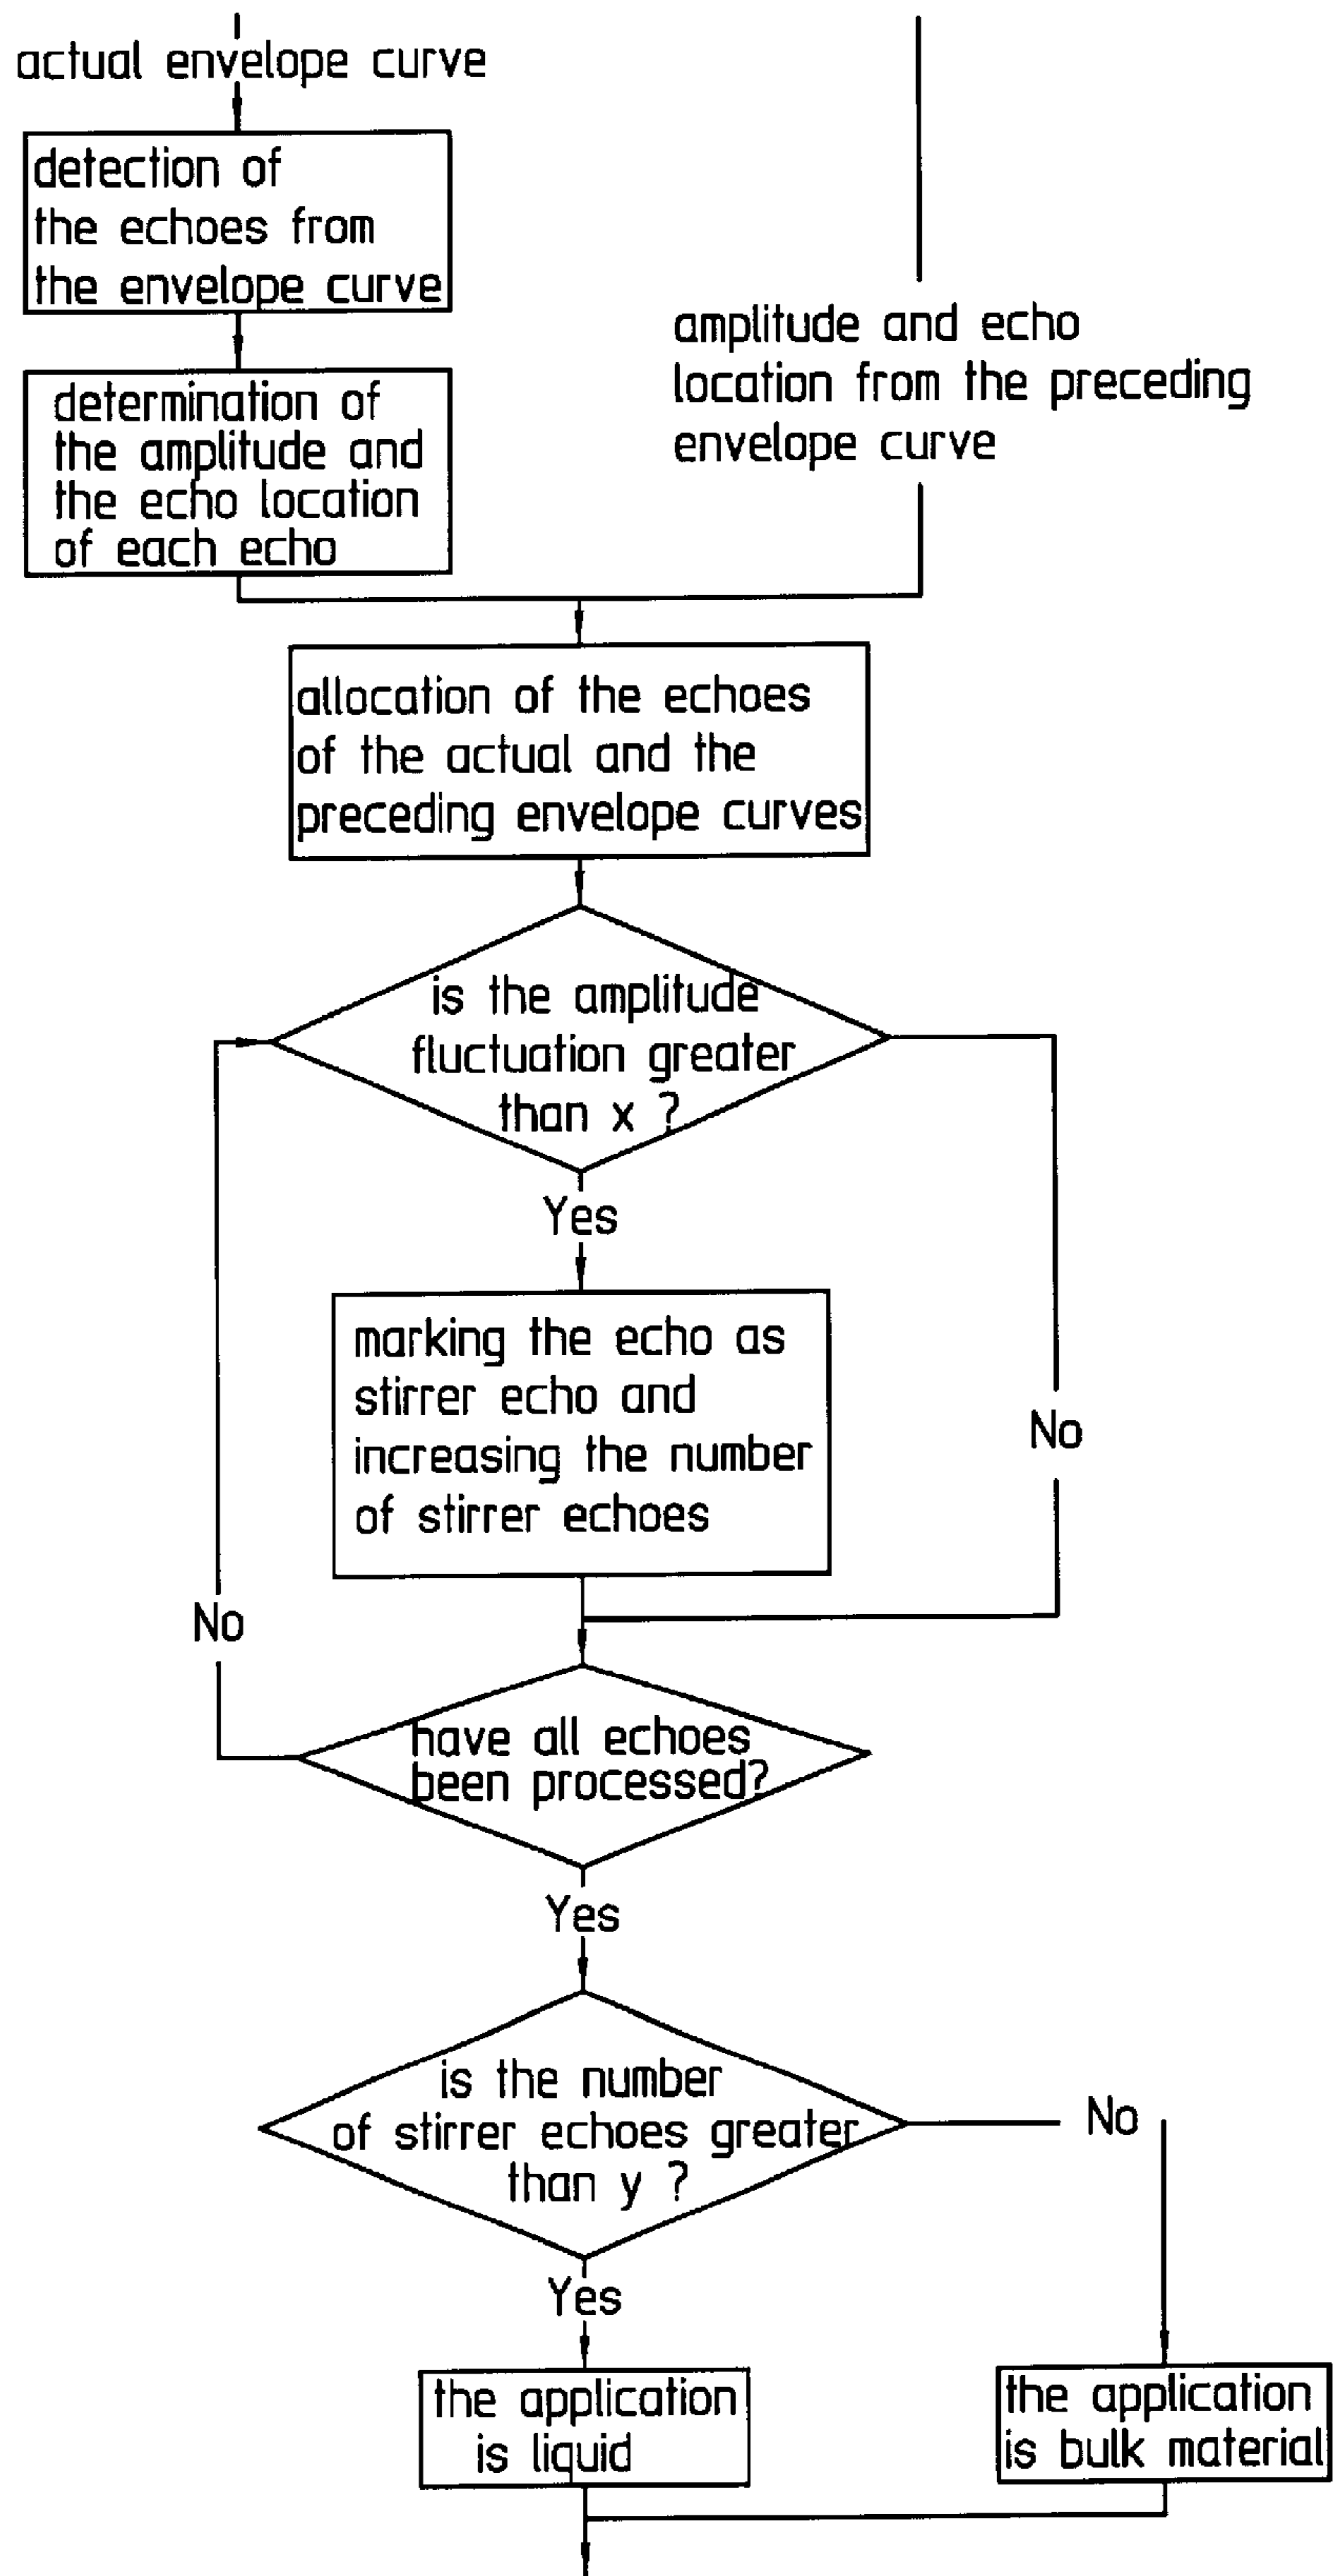 actual envelope curve
detection of
the echoes from
the envelope curve
determination of
the amplitude and
the echo location
of each echo
amplitude and echo
location from the preceding
envelope curve
allocation of the echoes
of the actual and the
preceding envelope curves
is the amplitude
fluctuation greater
than x ?
Yes
marking the echo as
stirrer echo and
increasing the number
of stirrer echoes
No
No
have all echoes
been processed?
Yes
is the number
of stirrer echoes greater
than y ?
No
Yes
the application
is liquid
the application
is bulk material